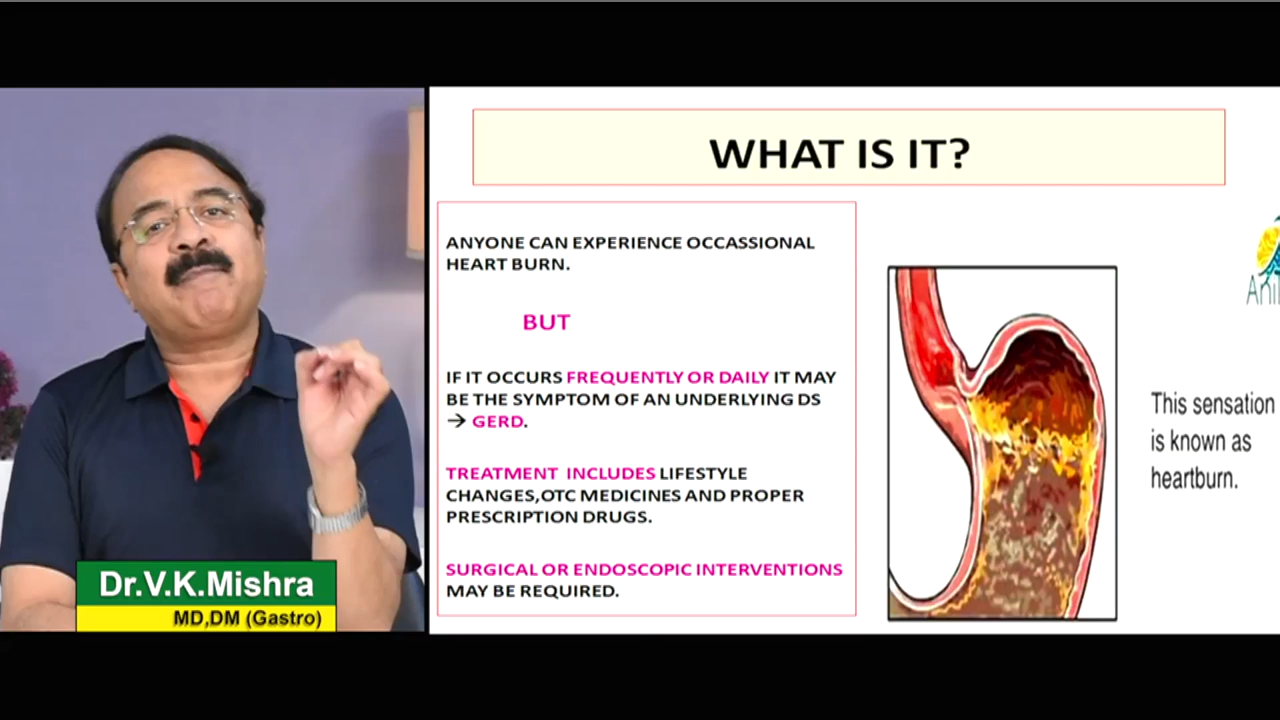 WHAT IS IT?
ANYONE CAN EXPERIENCE OCCASSIONAL
HEART BURN.
BUT
IF IT OCCURS FREQUENTLY OR DAILY IT MAY
BE THE SYMPTOM OF AN UNDERLYING DS
→ GERD.
TREATMENT INCLUDES LIFESTYLE
CHANGES,OTC MEDICINES AND PROPER
PRESCRIPTION DRUGS.
SURGICAL OR ENDOSCOPIC INTERVENTIONS
MAY BE REQUIRED.
This sensation
is known as
heartburn.
Dr.V.K.Mishra
MD,DM (Gastro)